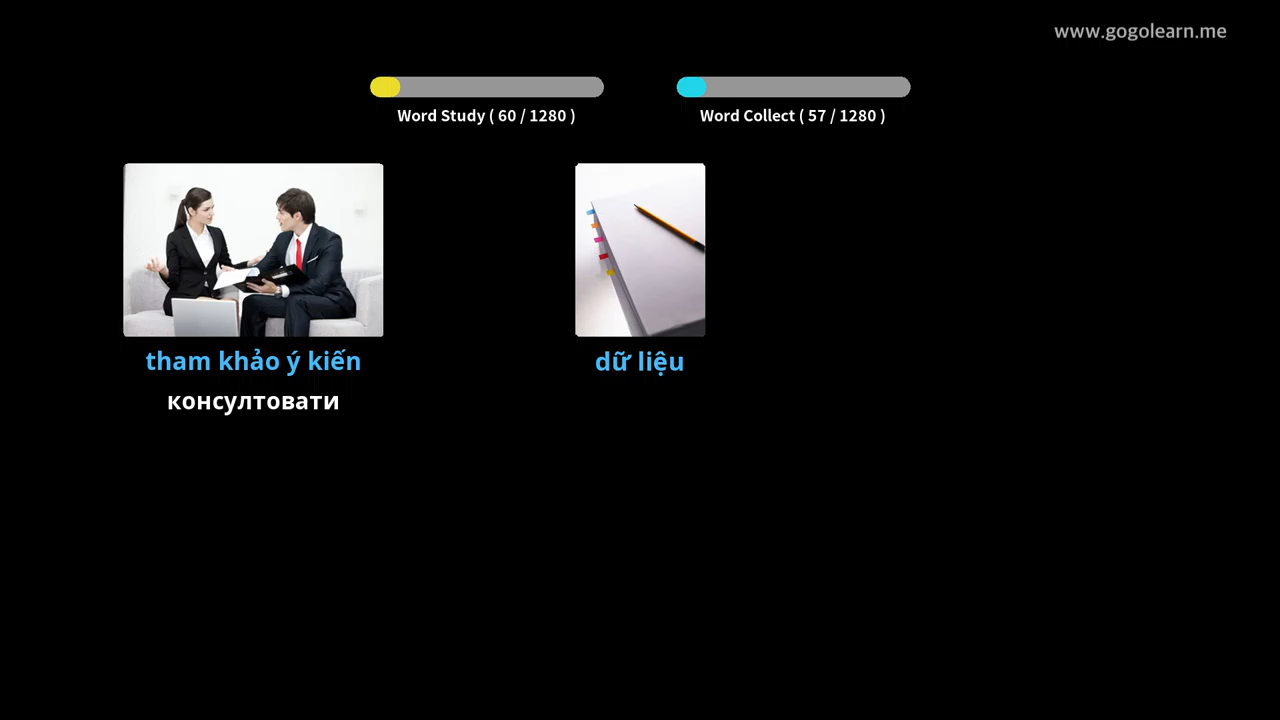 www.gogolearn.me
Word Study ( 60 / 1280 )
Word Collect ( 57 / 1280 )
tham khảo ý kiến
консултовати
dữ liệu